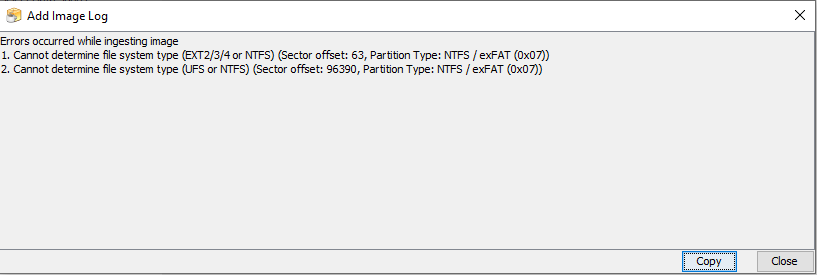 Add Image Log
Errors occurred while ingesting image
1. Cannot determine file system type (EXT2/3/4 or NTFS) (Sector offset: 63, Partition Type: NTFS / exFAT (0x07))
2. Cannot determine file system type (UFS or NTFS) (Sector offset: 96390, Partition Type: NTFS / exFAT (0x07))
Copy
Close